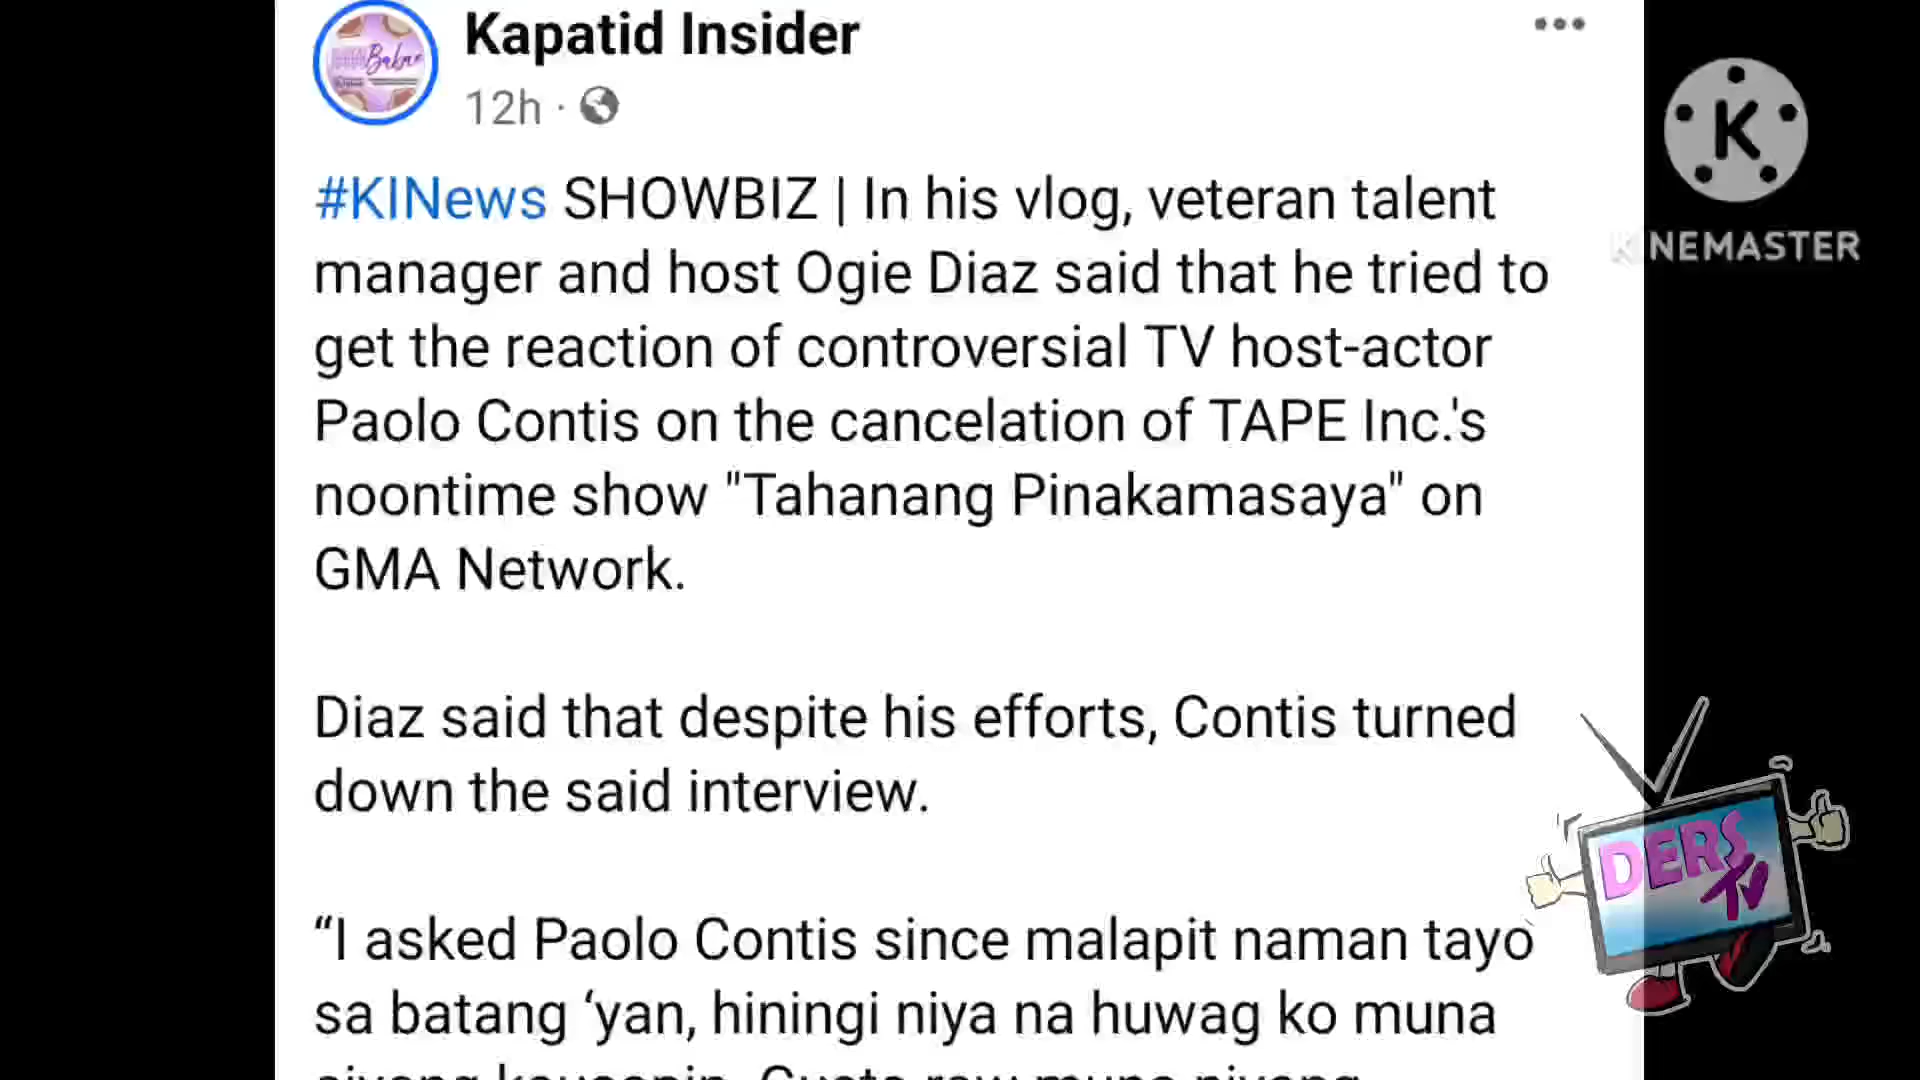 Kapatid Insider
12h ·
#KINews SHOWBIZ | In his vlog, veteran talent
manager and host Ogie Diaz said that he tried to
get the reaction of controversial TV host-actor
Paolo Contis on the cancelation of TAPE Inc.'s
noontime show "Tahanang Pinakamasaya" on
GMA Network.
Diaz said that despite his efforts, Contis turned
down the said interview.
“I asked Paolo Contis since malapit naman tayo
sa batang ‘yan, hiningi niya na huwag ko muna
K
KINEMASTER
DERS
TV